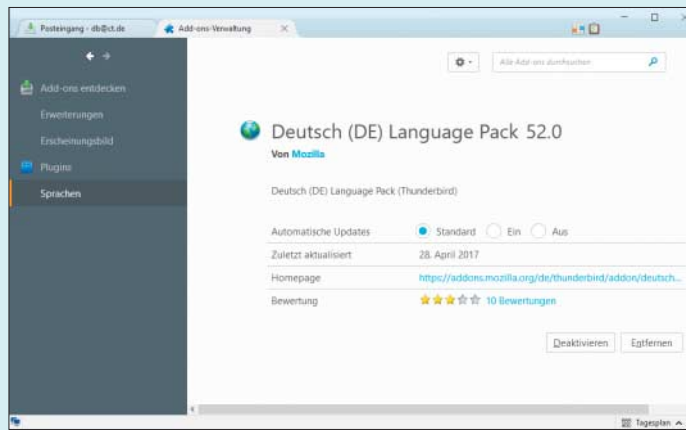 Posteingang - db@ct.de
Add-ons-Verwaltung
Alle Add-ons durchsuchen
Add-ons entdecken
Erweiterungen
Erscheinungsbild
Plugins
Sprachen
Deutsch (DE) Language Pack 52.0
Von Mozilla
Deutsch (DE) Language Pack (Thunderbird)
Automatische Updates Standard Ein Aus
Zuletzt aktualisiert 28. April 2017
Homepage https://addons.mozilla.org/de/thunderbird/addon/deutsch...
Bewertung 10 Bewertungen
Deaktivieren Entfernen
Tagesplan